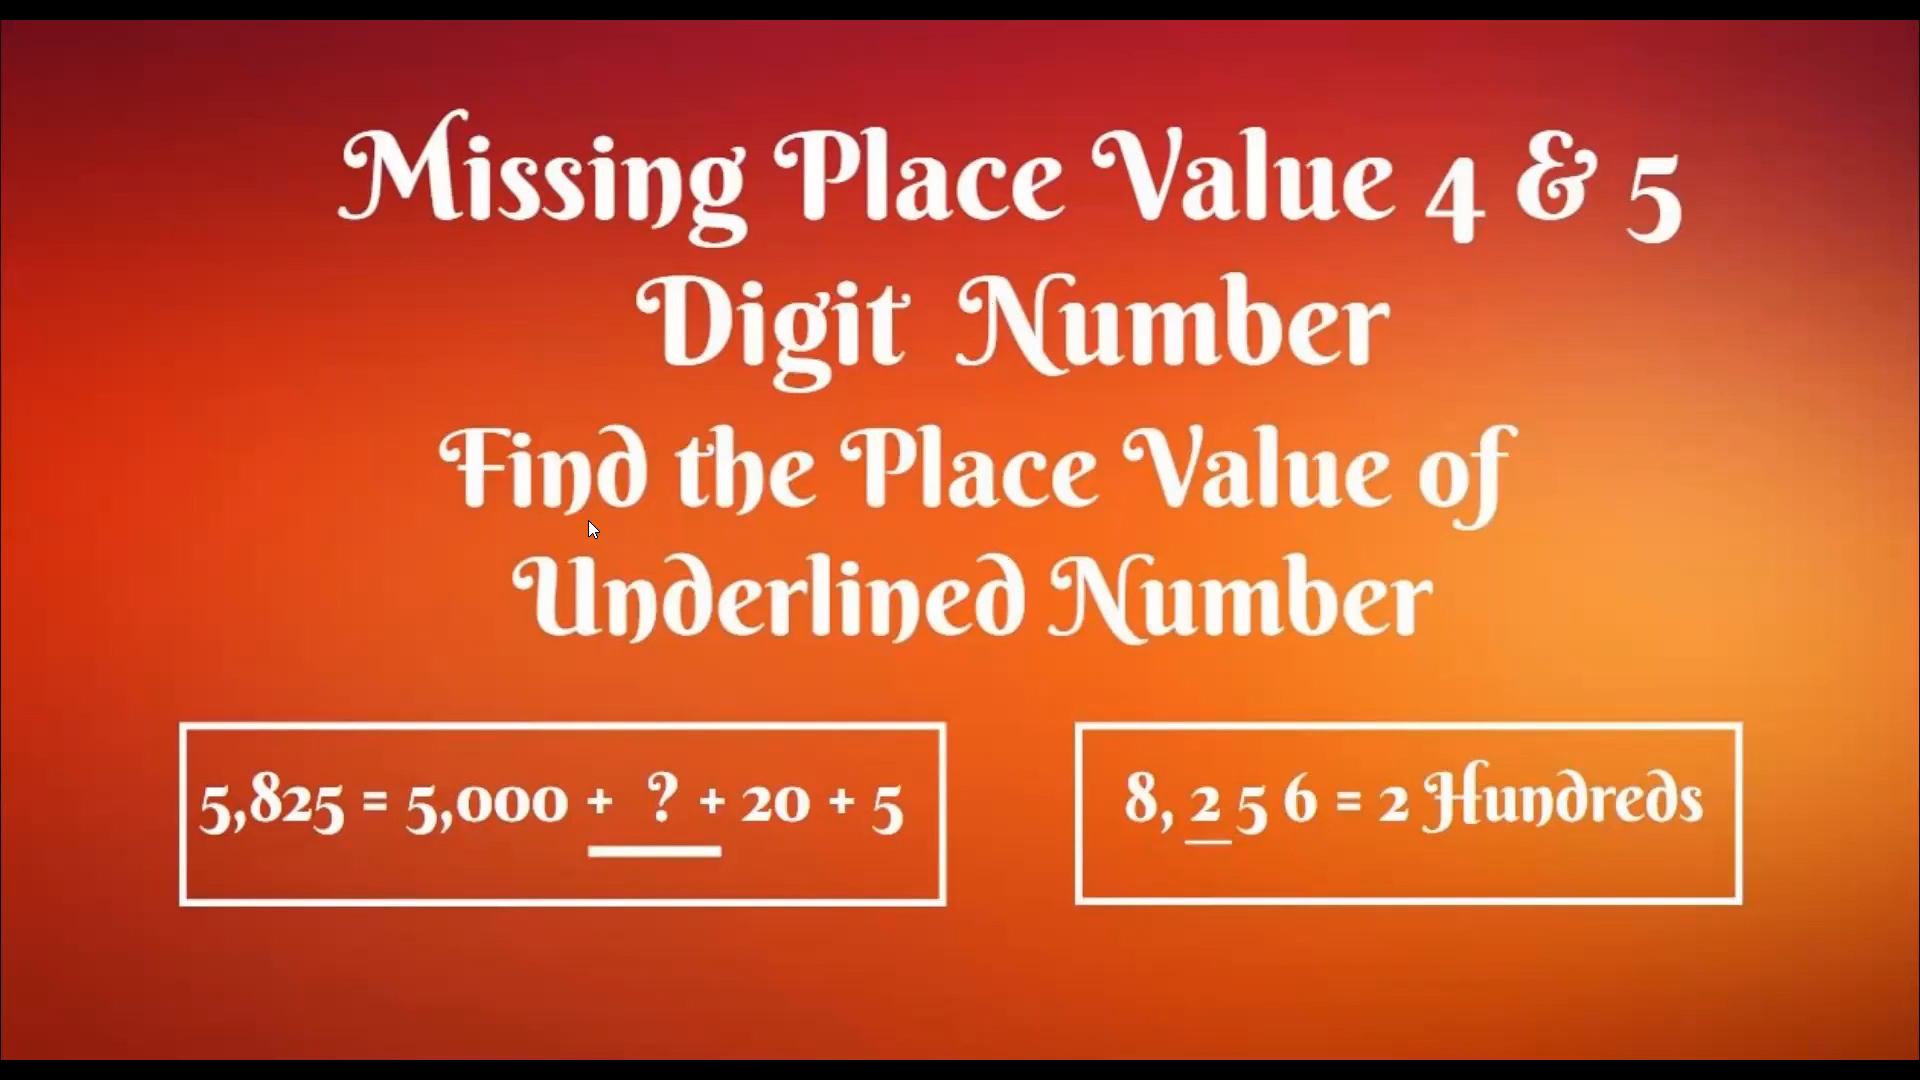 Missing Place Value 4 & 5
Digit Number
Find the Place Value of
Underlined Number
5,825 = 5,000 + ? + 20 + 5
8, 2 5 6 = 2 Hundreds